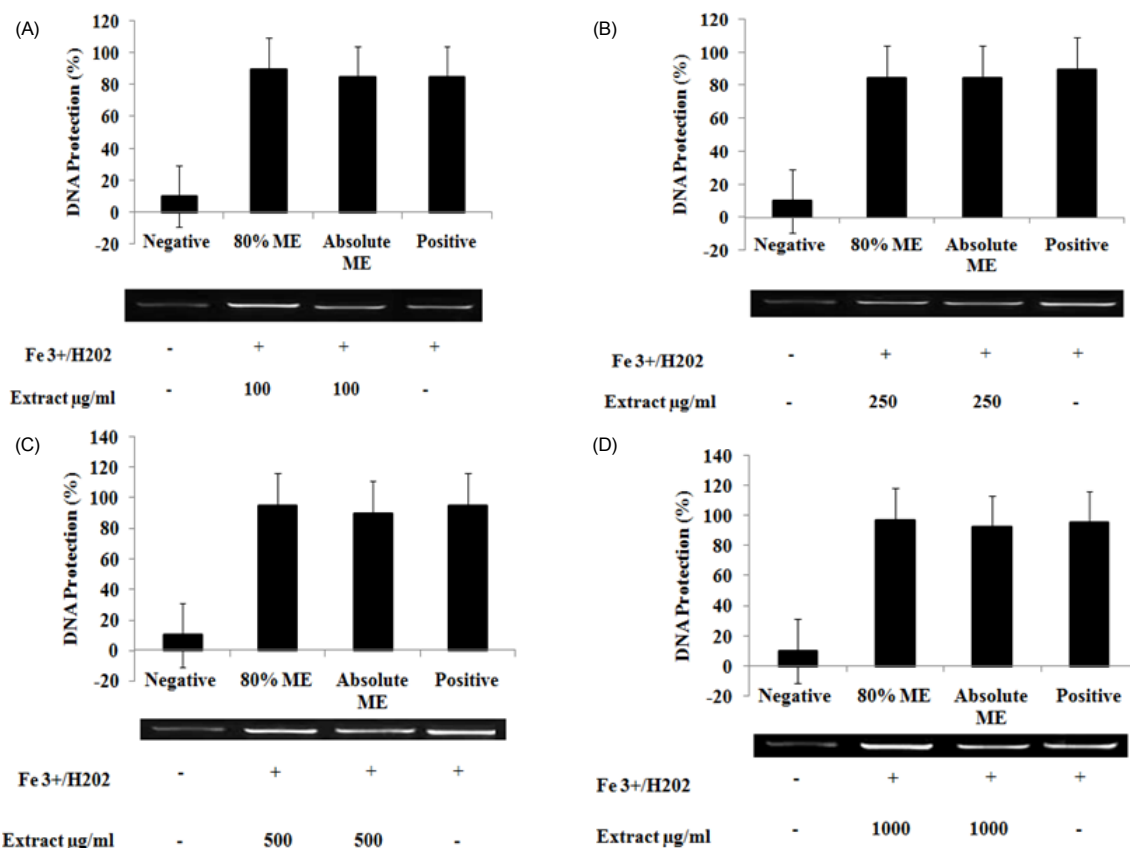 (A)
120
100
80
60
40
20
0
-20
DNA Protection (%)
Negative 80% ME Absolute ME Positive
Fe 3+/H202 - + + +
Extract µg/ml - 100 100 -
(B)
120
100
80
60
40
20
0
-20
DNA Protection (%)
Negative 80% ME Absolute ME Positive
Fe 3+/H202 - + + +
Extract µg/ml - 250 250 -
(C)
140
120
100
80
60
40
20
0
-20
DNA Protection (%)
Negative 80% ME Absolute ME Positive
Fe 3+/H202 - + + +
Extract µg/ml - 500 500 -
(D)
140
120
100
80
60
40
20
0
-20
DNA Protection (%)
Negative 80% ME Absolute ME Positive
Fe 3+/H202 - + + +
Extract µg/ml - 1000 1000 -